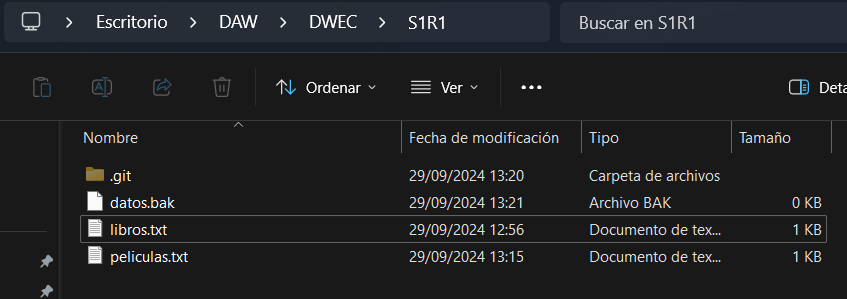 Escritorio > DAW > DWEC > S1R1 Buscar en S1R1
Ordenar Ver ... Deta
Nombre Fecha de modificación Tipo Tamaño
.git 29/09/2024 13:20 Carpeta de archivos
datos.bak 29/09/2024 13:21 Archivo BAK 0 KB
libros.txt 29/09/2024 12:56 Documento de tex... 1 KB
peliculas.txt 29/09/2024 13:15 Documento de tex... 1 KB